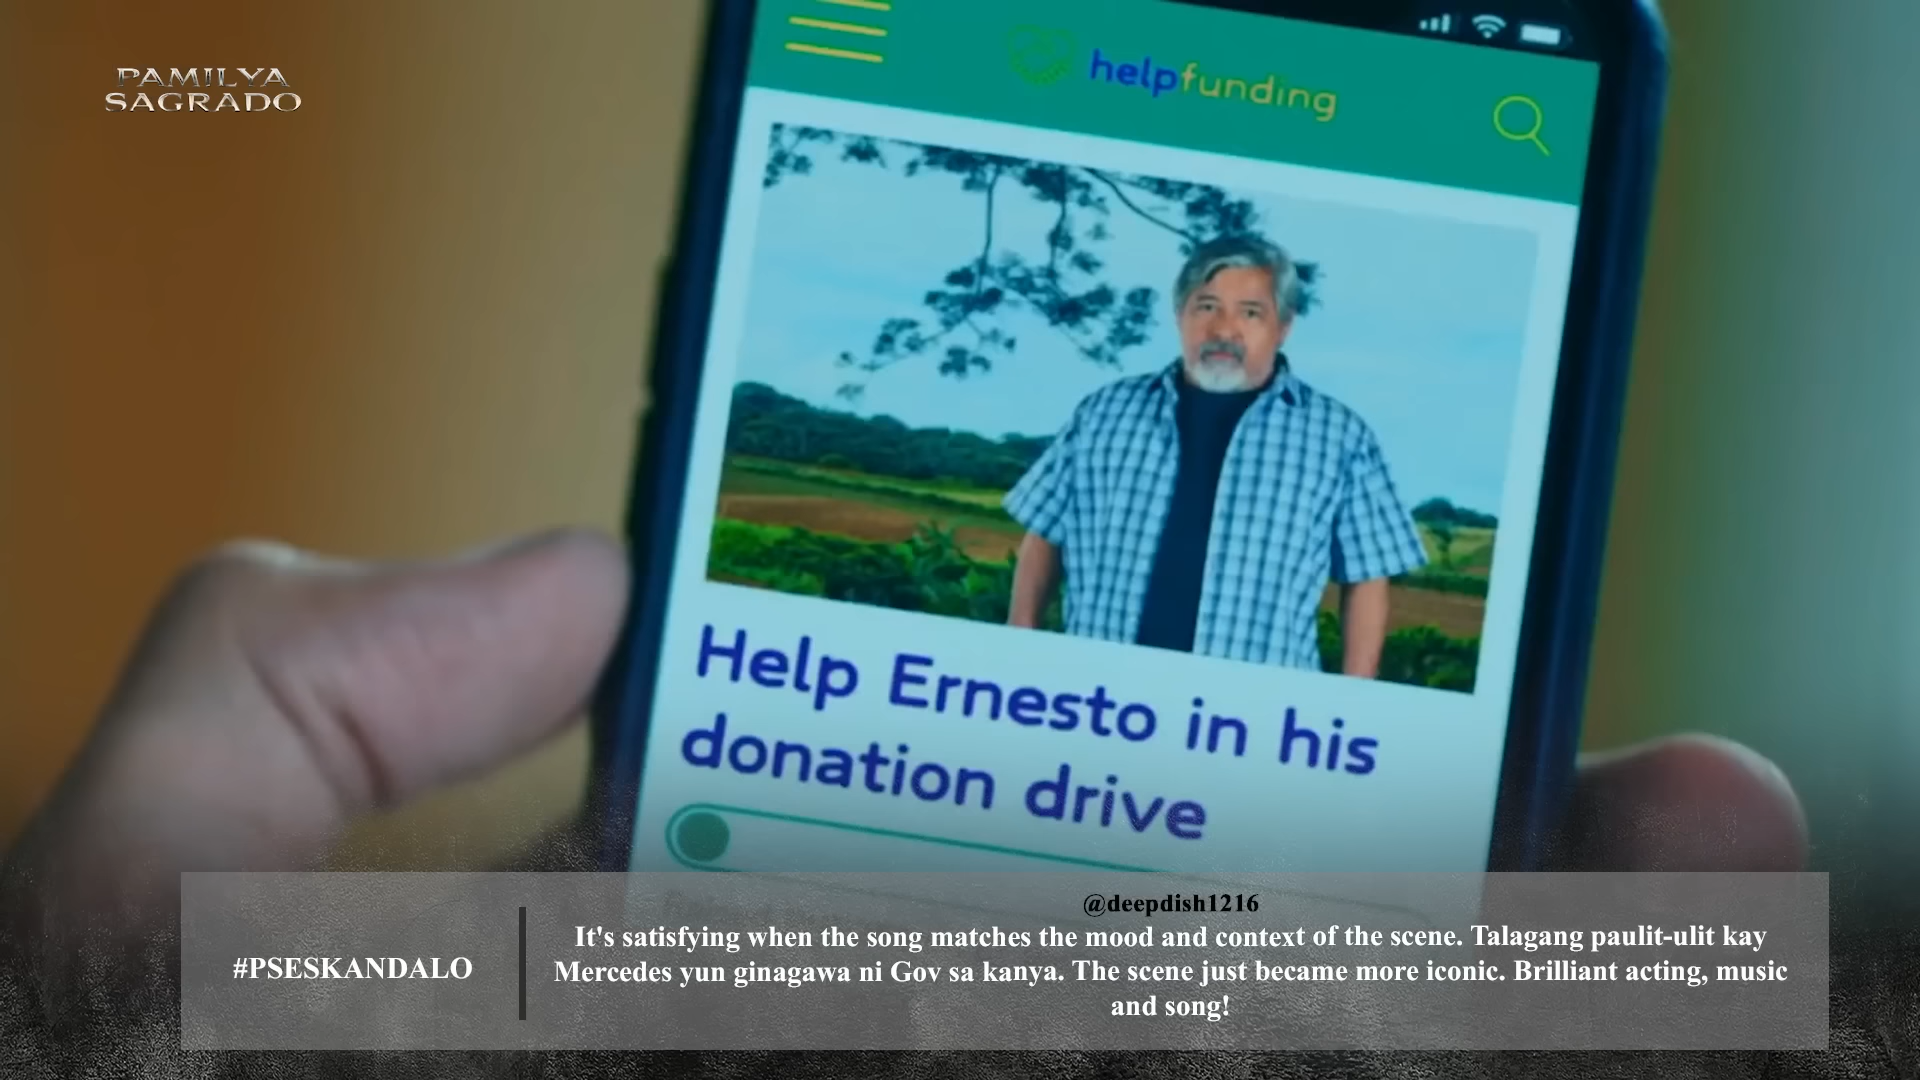 PAMILYA
SAGRADO
helpfunding
Help Ernesto in his
donation drive
#PSESKANDALO
@deepdish1216
It's satisfying when the song matches the mood and context of the scene. Talagang paulit-ulit kay
Mercedes yun ginagawa ni Gov sa kanya. The scene just became more iconic. Brilliant acting, music
and song!